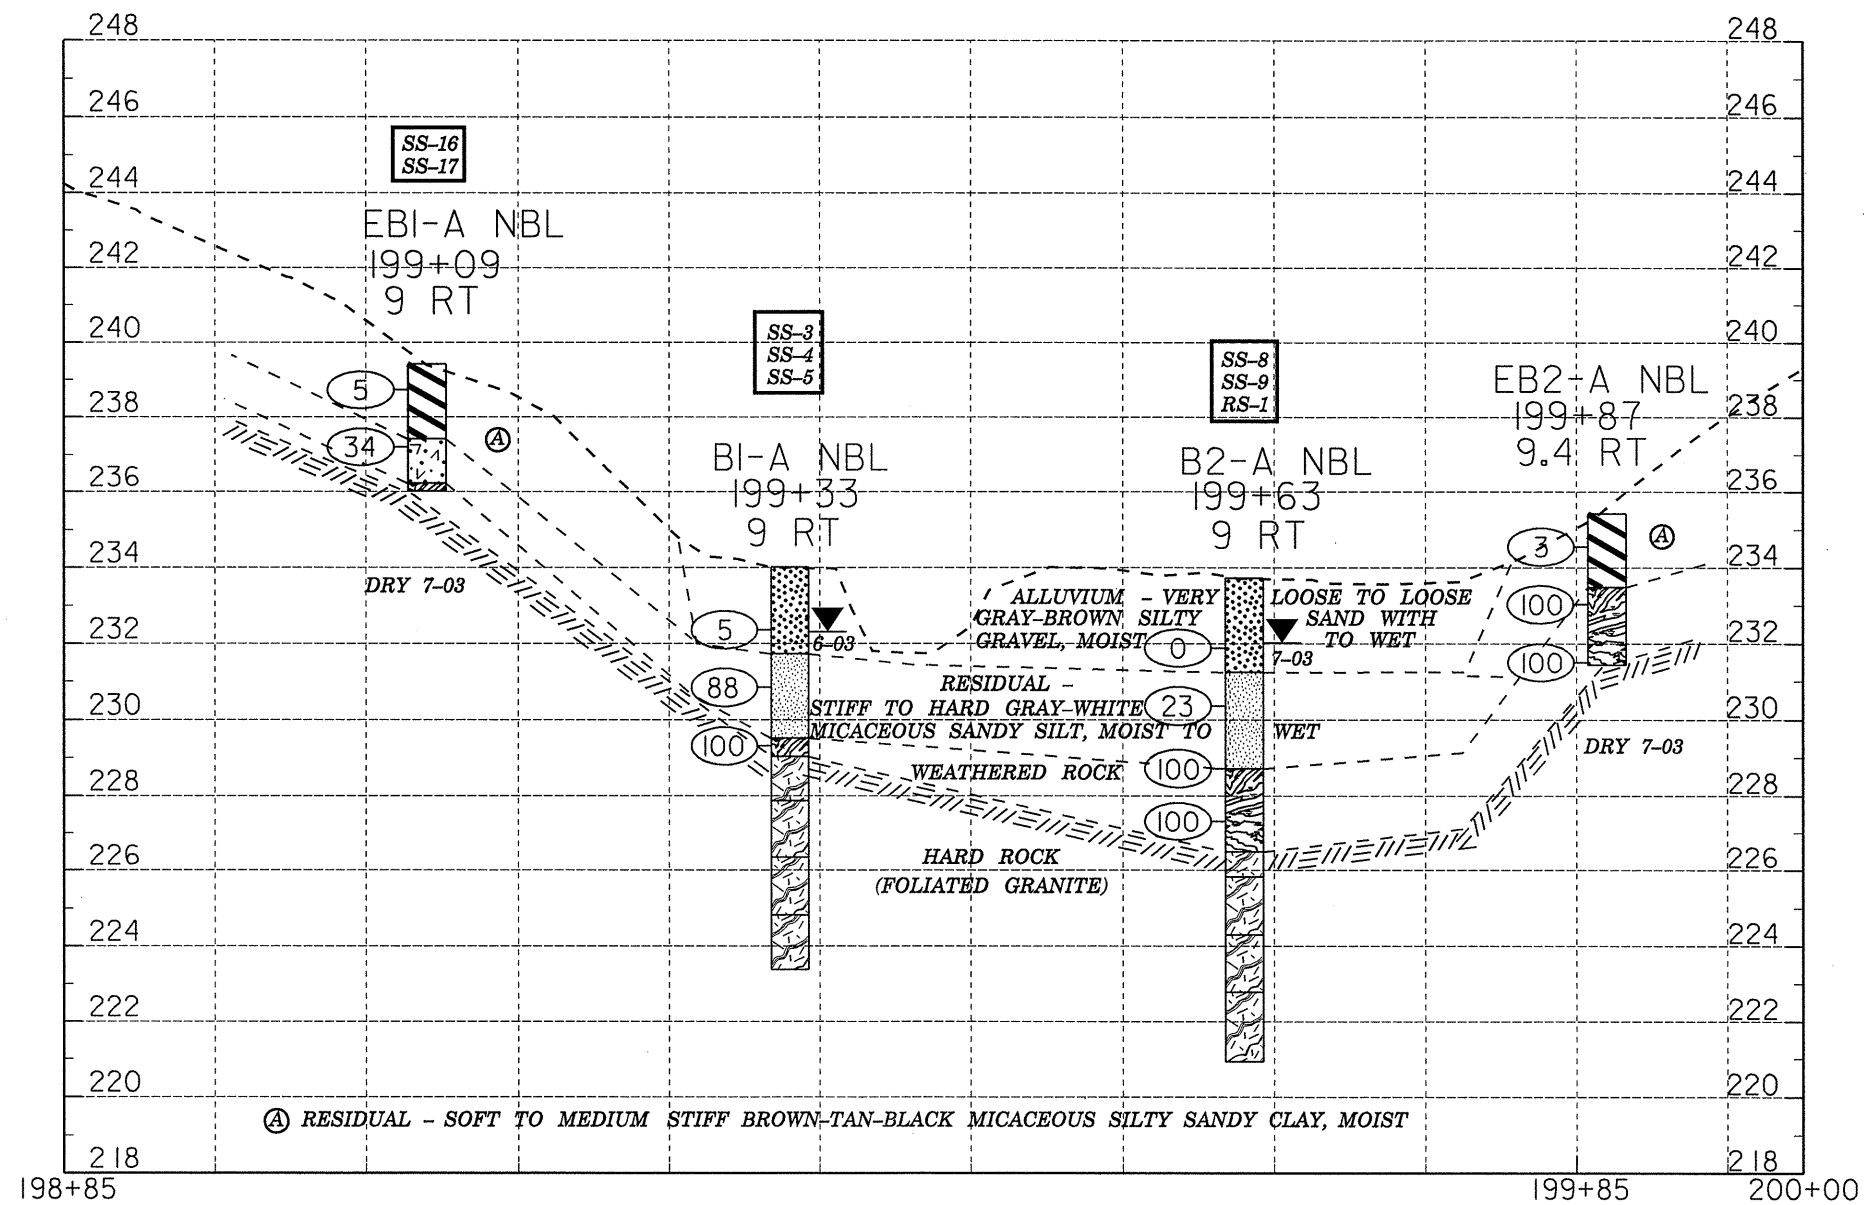 248 248
246 246
SS-16
SS-17
244 244
EB1-A NBL
199+09
9 RT
242 242
240 240
SS-3
SS-4
SS-5
SS-8
SS-9
RS-1
EB2-A NBL
199+87
9.4 RT
5
238 238
A
34
B1-A NBL
199+33
9 RT
B2-A NBL
199+63
9 RT
236 236
3
A
234 234
DRY 7-03
ALLUVIUM - VERY LOOSE TO LOOSE
GRAY-BROWN SILTY SAND WITH
GRAVEL, MOIST TO WET
100
5
6-03
0
7-03
232 232
100
88
RESIDUAL -
STIFF TO HARD GRAY-WHITE
MICACEOUS SANDY SILT, MOIST TO WET
23
230 230
100
DRY 7-03
WEATHERED ROCK
100
228 228
100
HARD ROCK
(FOLIATED GRANITE)
226 226
224 224
222 222
220 220
A RESIDUAL - SOFT TO MEDIUM STIFF BROWN-TAN-BLACK MICACEOUS SILTY SANDY CLAY, MOIST
218 218
198+85 199+85 200+00